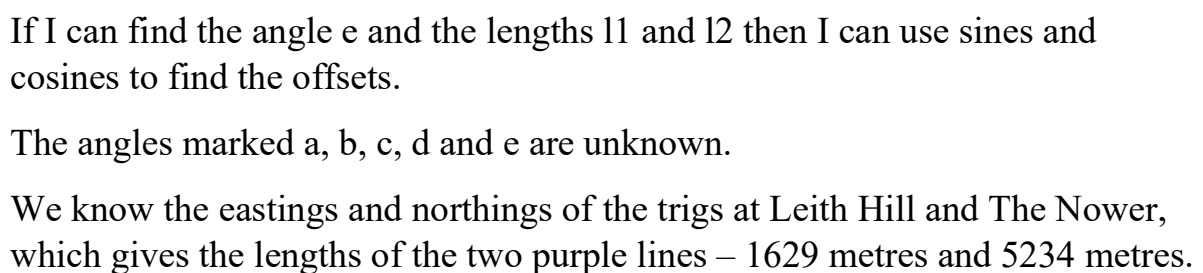 If I can find the angle e and the lengths l1 and l2 then I can use sines and
cosines to find the offsets.
The angles marked a, b, c, d and e are unknown.
We know the eastings and northings of the trigs at Leith Hill and The Nower,
which gives the lengths of the two purple lines – 1629 metres and 5234 metres.